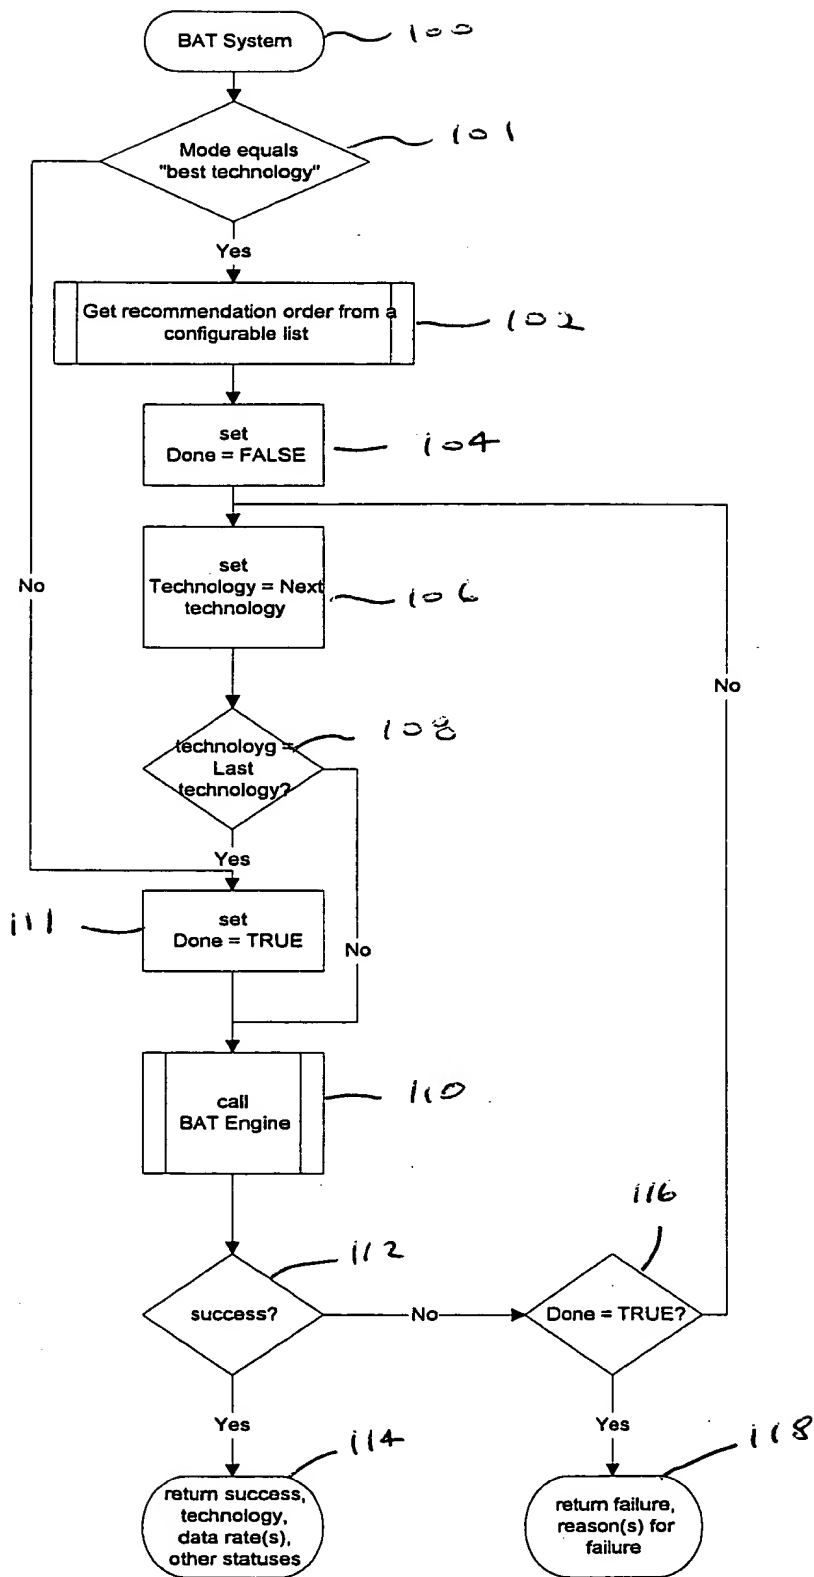 BAT System
100
Mode equals
"best technology"
101
Yes
Get recommendation order from a
configurable list
102
set
Done = FALSE
104
set
Technology = Next
technology
106
No
No
technoloyg =
Last
technology?
108
Yes
set
Done = TRUE
111
No
call
BAT Engine
110
success?
112
No
Done = TRUE?
116
Yes
Yes
return success,
technology,
data rate(s),
other statuses
114
return failure,
reason(s) for
failure
118